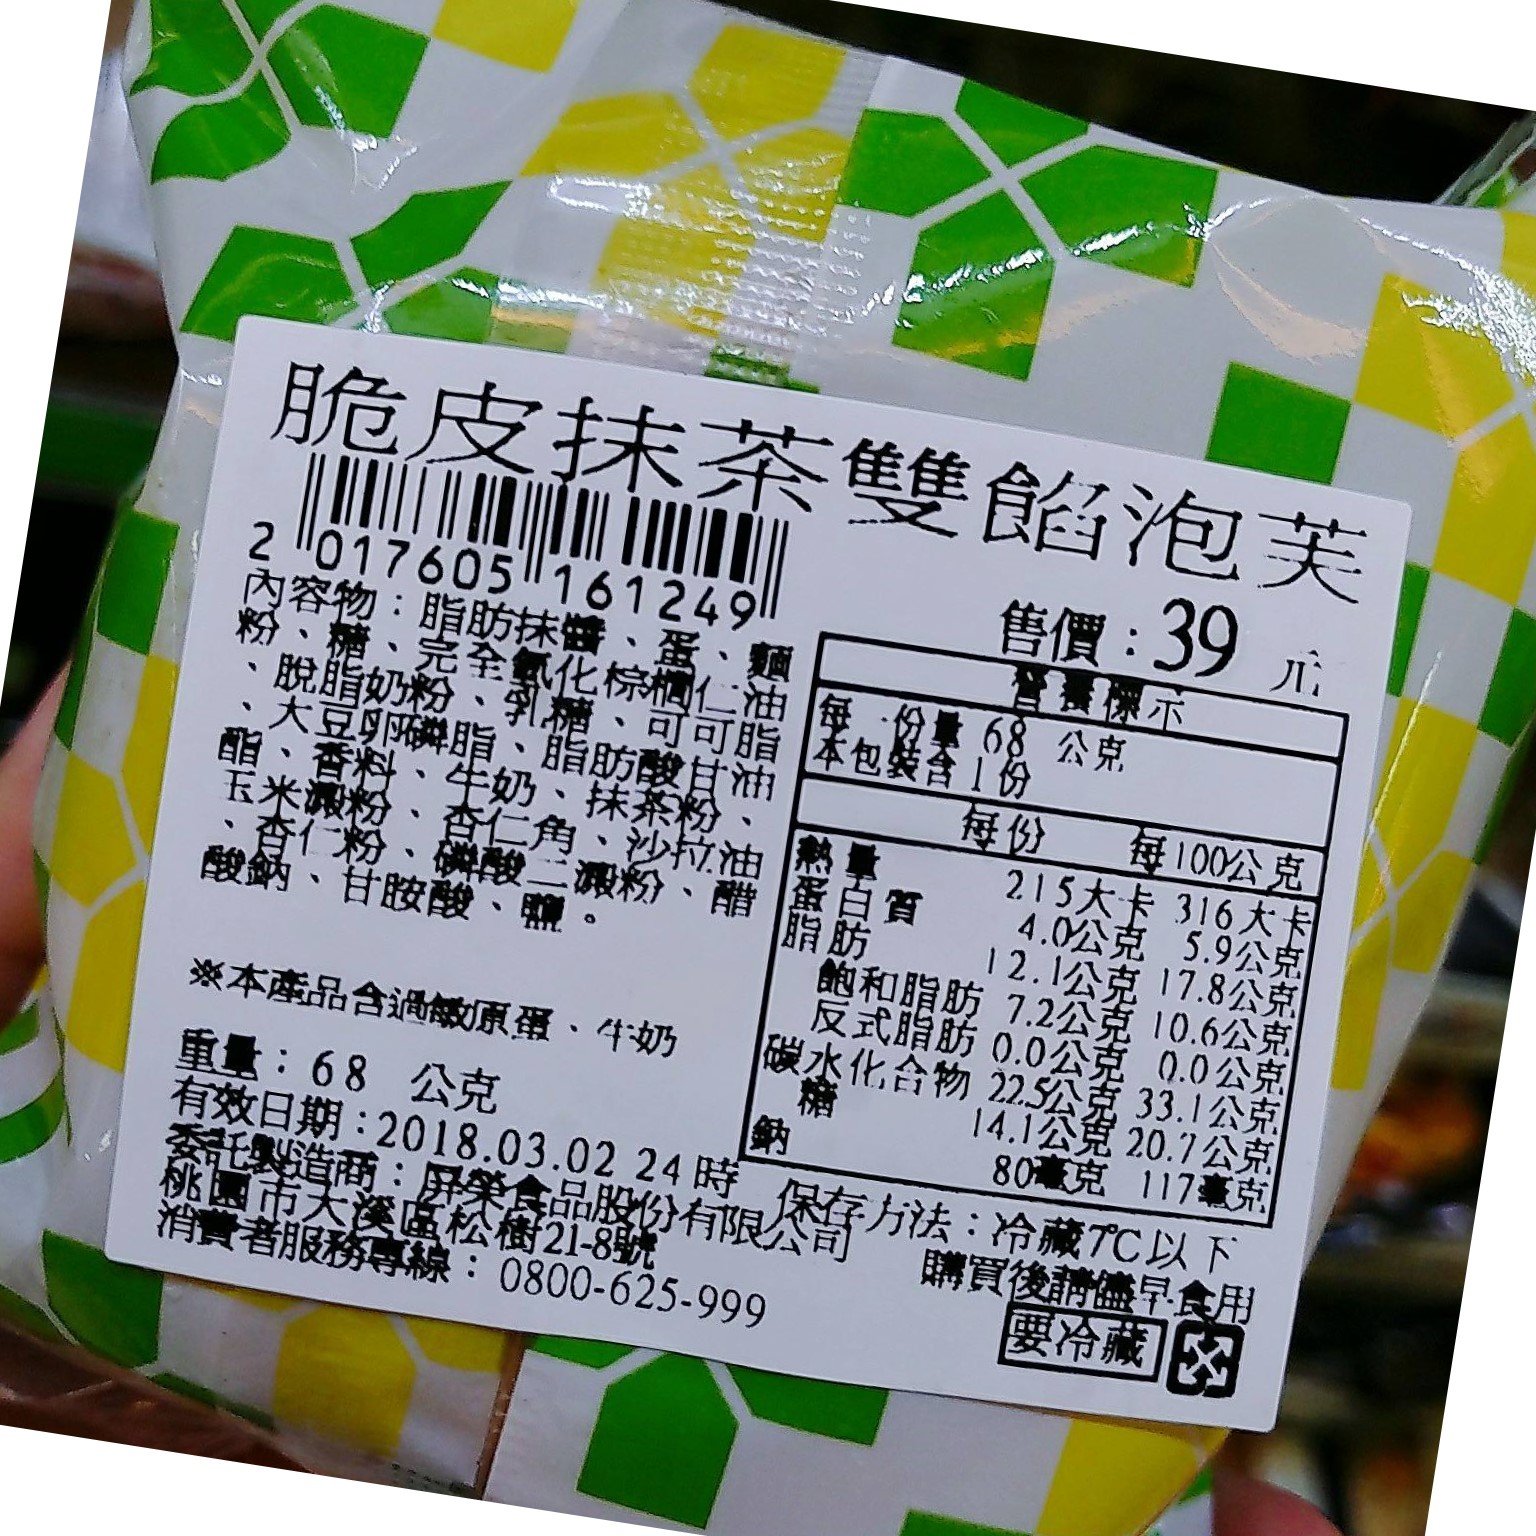 脆皮抹茶雙餡泡芙
2 017605 161249
售價：39 元
內容物：脂肪抹醬、蛋、麵
粉、糖、完全氫化棕櫚仁油
、脫脂奶粉、乳糖、可可脂
、大豆卵磷脂、脂肪酸甘油
酯、香料、牛奶、抹茶粉、
玉米澱粉、杏仁角、沙拉油
、杏仁粉、磷酸二澱粉、醋
酸鈉、甘胺酸、鹽。
※本產品含過敏原蛋、牛奶
重量：68 公克
有效日期：2018.03.02 24時
委託製造商：屏榮食品股份有限公司
桃園市大溪區松樹21-8號
消費者服務專線：0800-625-999
營養標示
每一份量 68 公克
本包裝含 1 份
每份 每100公克
熱量 215大卡 316大卡
蛋白質 4.0公克 5.9公克
脂肪 12.1公克 17.8公克
飽和脂肪 7.2公克 10.6公克
反式脂肪 0.0公克 0.0公克
碳水化合物 22.5公克 33.1公克
糖 14.1公克 20.7公克
鈉 80毫克 117毫克
保存方法：冷藏7℃以下
購買後請儘早食用
要冷藏